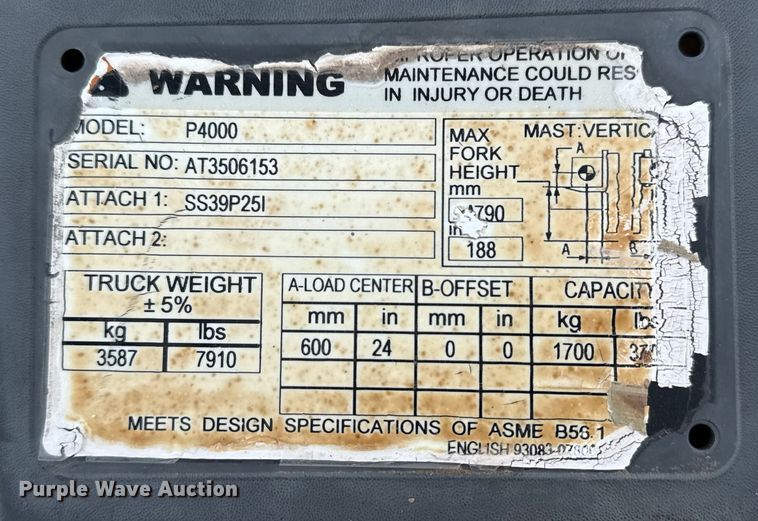 WARNING
OPERATION
MAINTENANCE COULD
IN INJURY OR DEATH
MODEL: P4000
SERIAL NO: AT3506153
ATTACH 1: SS39P25I
ATTACH 2:
MAX FORK HEIGHT
mm
in
188
MAST:
A
A
B
TRUCK WEIGHT
± 5%
kg lbs
3587 7910
A-LOAD CENTER B-OFFSET CAPACITY
mm in mm in kg lbs
600 24 0 0 1700
MEETS DESIGN SPECIFICATIONS OF ASME B56.1
ENGLISH
Purple Wave Auction